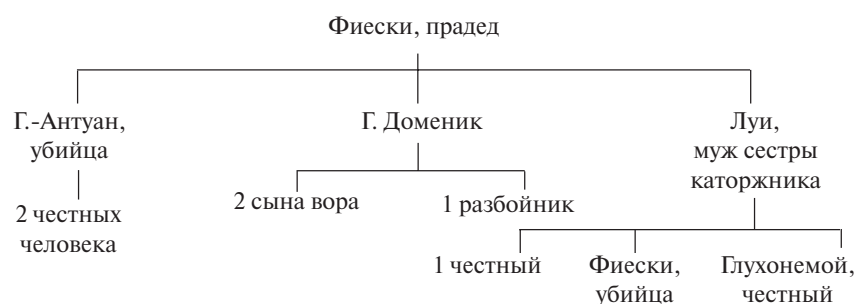 Фиески, прадед
Г.-Антуан,
убийца
Г. Доменик
Луи,
муж сестры
каторжника
2 честных
человека
2 сына вора
1 разбойник
1 честный
Фиески,
убийца
Глухонемой,
честный